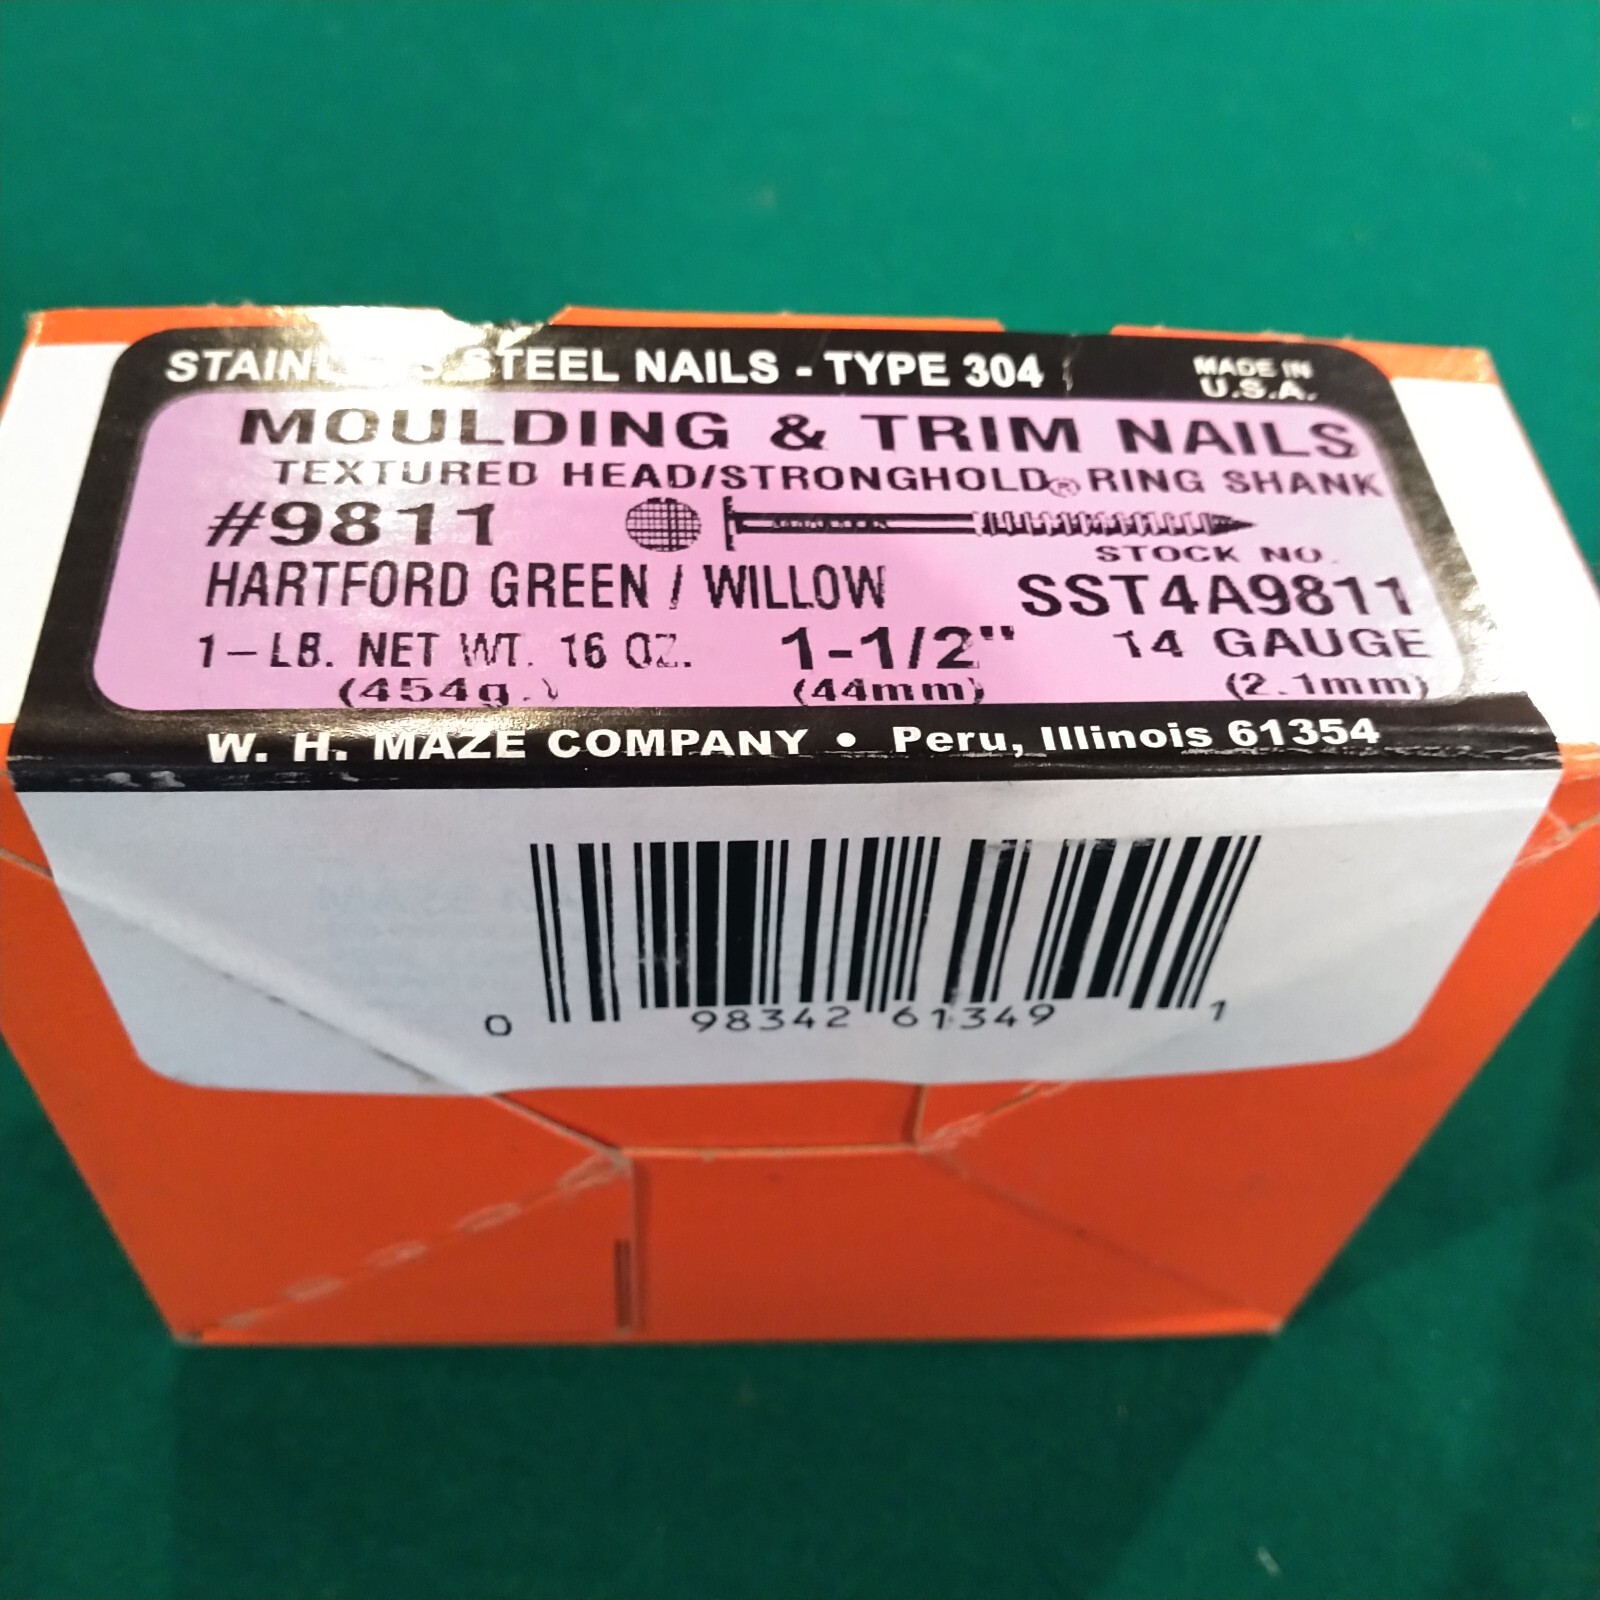 STAINLESS STEEL NAILS - TYPE 304
MADE IN
U.S.A.
MOULDING & TRIM NAILS
TEXTURED HEAD/STRONGHOLD® RING SHANK
#9811
STOCK NO.
HARTFORD GREEN / WILLOW SST4A9811
1-LB. NET WT. 16 OZ. 1-1/2" 14 GAUGE
(454g.) (44mm) (2.1mm)
W. H. MAZE COMPANY • Peru, Illinois 61354
0 98342 61349 1